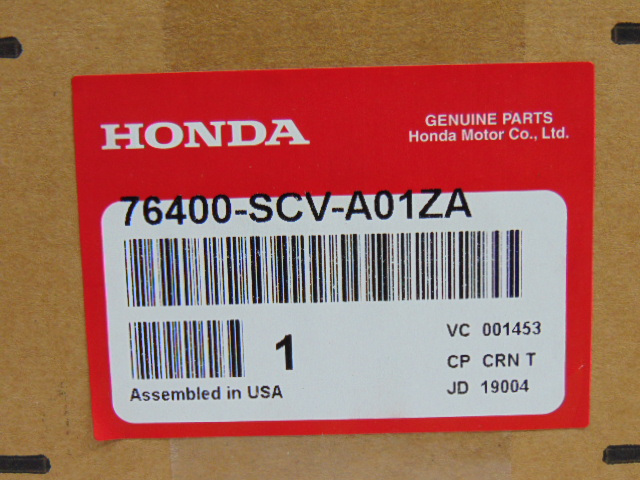 HONDA
GENUINE PARTS
Honda Motor Co., Ltd.
76400-SCV-A01ZA
1
VC 001453
CP CRN T
JD 19004
Assembled in USA